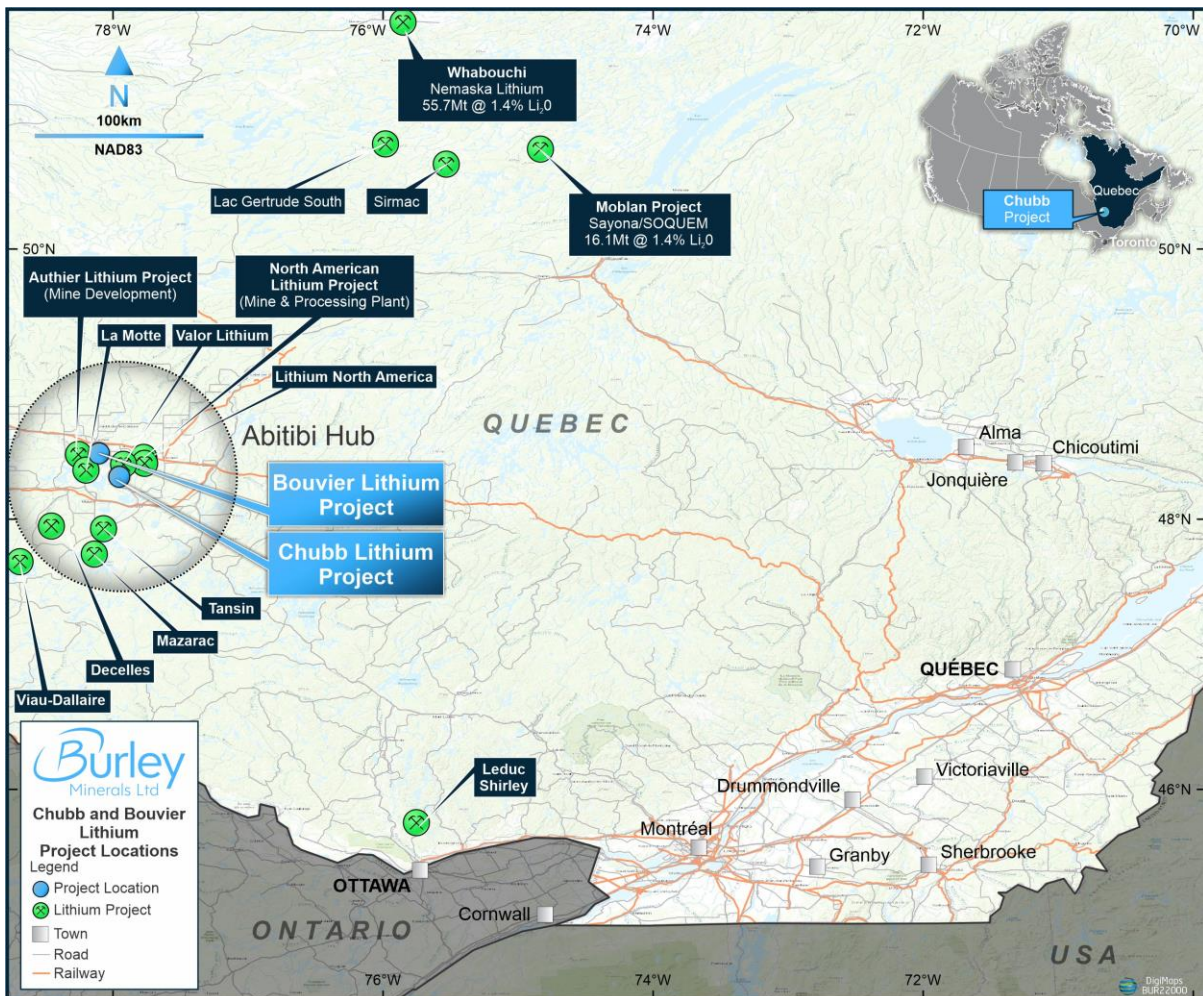 78°W
76°W
74°W
72°W
70°W
N
100km
NAD83
Whabouchi
Nemaska Lithium
55.7Mt @ 1.4% Li₂0
Lac Gertrude South
Sirmac
Moblan Project
Sayona/SOQUEM
16.1Mt @ 1.4% Li₂0
Quebec
Chubb
Project
Toronto
50°N
50°N
Authier Lithium Project
(Mine Development)
North American
Lithium Project
(Mine & Processing Plant)
La Motte
Valor Lithium
Lithium North America
Abitibi Hub
QUEBEC
Bouvier Lithium
Project
Chubb Lithium
Project
Alma
Chicoutimi
Jonquière
48°N
Tansin
Mazarac
Decelles
Viau-Dallaire
QUÉBEC
Burley
Minerals Ltd
Chubb and Bouvier
Lithium
Project Locations
Legend
Project Location
Lithium Project
Town
Road
Railway
Leduc
Shirley
Drummondville
Victoriaville
46°N
Montréal
Granby
Sherbrooke
OTTAWA
Cornwall
ONTARIO
USA
76°W
74°W
72°W
DigiMaps
BUR22000